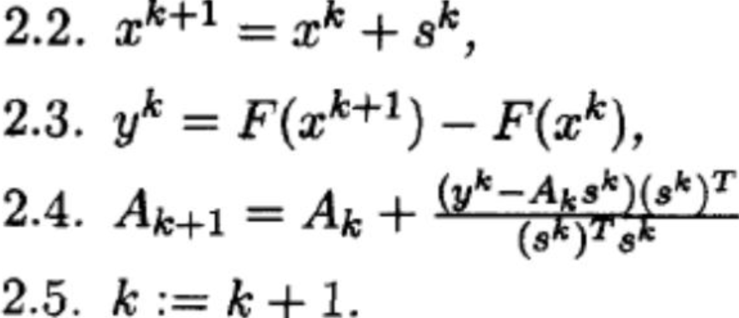 2.2. $x^{k+1} = x^k + s^k,$
2.3. $y^k = F(x^{k+1}) - F(x^k),$
2.4. $A_{k+1} = A_k + \frac{(y^k - A_k s^k)(s^k)^T}{(s^k)^T s^k}$
2.5. $k := k + 1.$